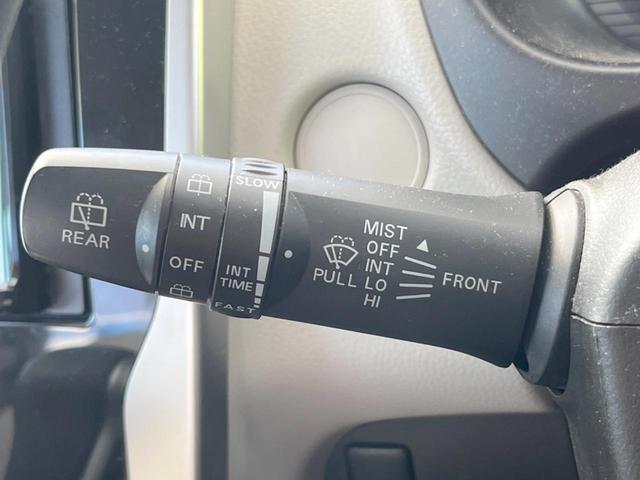 REAR
INT
OFF
SLOW
INT
TIME
FAST
PULL
MIST
OFF
INT
LO
HI
FRONT